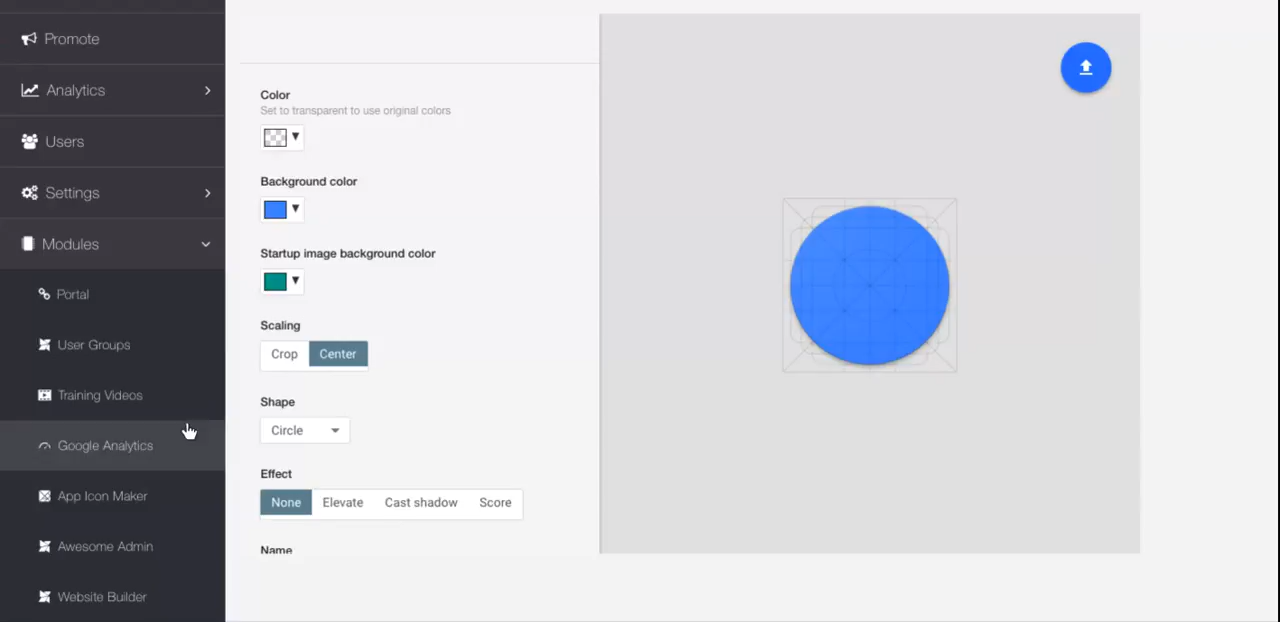 Promote
Analytics
Users
Settings
Modules
Portal
User Groups
Training Videos
Google Analytics
App Icon Maker
Awesome Admin
Website Builder
Color
Set to transparent to use original colors
Background color
Startup image background color
Scaling
Crop Center
Shape
Circle
Effect
None Elevate Cast shadow Score
Name